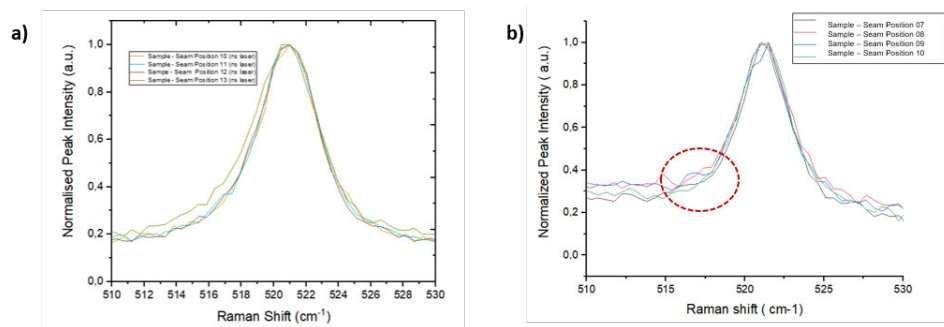 a)
Normalised Peak Intensity (a.u.)
1,0
0,8
0,6
0,4
0,2
0,0
Sample - Seam Position 10 (ns laser)
Sample - Seam Position 11 (ns laser)
Sample - Seam Position 12 (ns laser)
Sample - Seam Position 13 (ns laser)
510 512 514 516 518 520 522 524 526 528 530
Raman Shift (cm-1)
b)
Normalized Peak Intensity ( a.u.)
1,0
0,8
0,6
0,4
0,2
0,0
Sample – Seam Position 07
Sample – Seam Position 08
Sample – Seam Position 09
Sample – Seam Position 10
510 515 520 525 530
Raman shift ( cm-1)